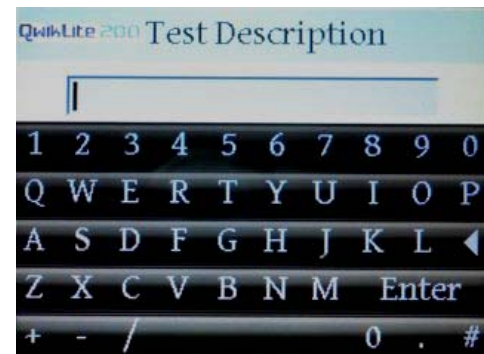 QwikLite 200 Test Description
1 2 3 4 5 6 7 8 9 0
Q W E R T Y U I O P
A S D F G H J K L ◀
Z X C V B N M Enter
+ - / 0 . #